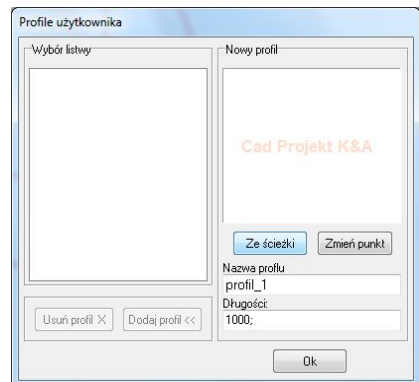 Profile użytkownika
Wybór listwy
Nowy profil
Cad Projekt K&A
Ze ścieżki
Zmień punkt
Nazwa proflu
profil_1
Długości:
1000;
Usuń profil X
Dodaj profil <<
Ok